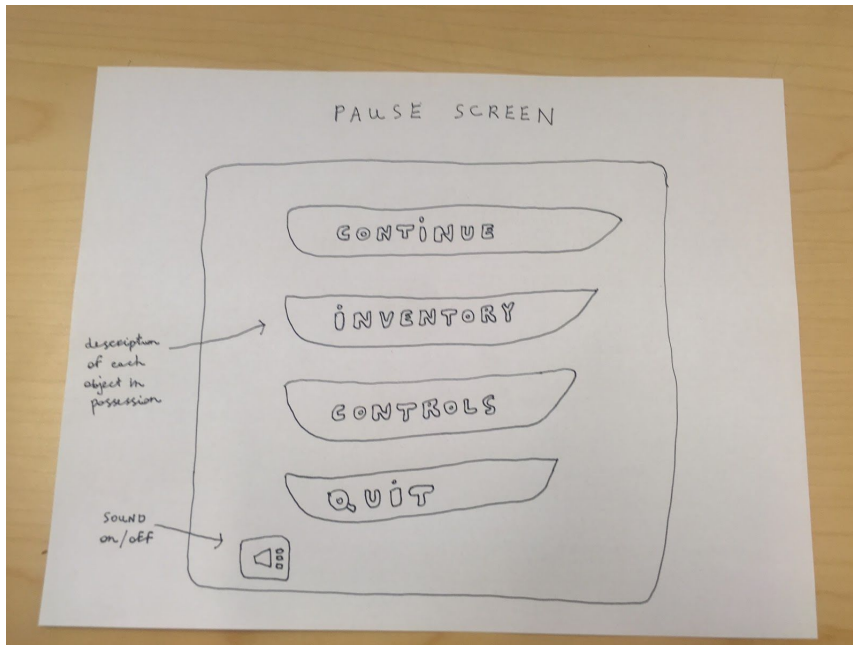 PAUSE SCREEN
CONTINUE
INVENTORY
description
of each
object in
possession
CONTROLS
QUIT
SOUND
on/off